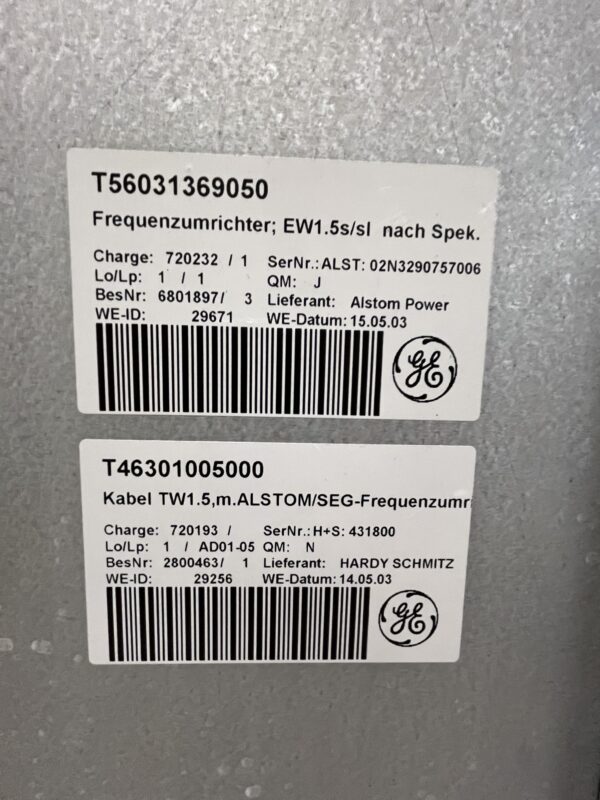 T56031369050
Frequenzumrichter; EW1.5s/sl nach Spek.
Charge: 720232 / 1 SerNr.: ALST: 02N3290757006
Lo/Lp: 1 / 1 QM: J
BesNr: 6801897/ 3 Lieferant: Alstom Power
WE-ID: 29671 WE-Datum: 15.05.03
GE
T46301005000
Kabel TW1.5,m.ALSTOM/SEG-Frequenzumr
Charge: 720193 / SerNr.: H+S: 431800
Lo/Lp: 1 / AD01-05 QM: N
BesNr: 2800463/ 1 Lieferant: HARDY SCHMITZ
WE-ID: 29256 WE-Datum: 14.05.03
GE